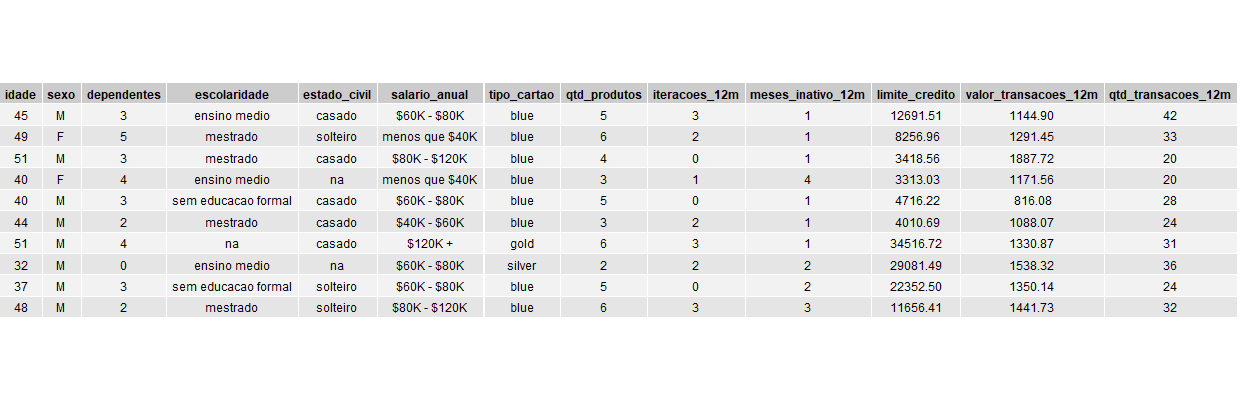 idade sexo dependentes escolaridade estado_civil salario_anual tipo_cartao qtd_produtos iteracoes_12m meses_inativo_12m limite_credito valor_transacoes_12m qtd_transacoes_12m
45 M 3 ensino medio casado $60K - $80K blue 5 3 1 12691.51 1144.90 42
49 F 5 mestrado solteiro menos que $40K blue 6 2 1 8256.96 1291.45 33
51 M 3 mestrado casado $80K - $120K blue 4 0 1 3418.56 1887.72 20
40 F 4 ensino medio na menos que $40K blue 3 1 4 3313.03 1171.56 20
40 M 3 sem educacao formal casado $60K - $80K blue 5 0 1 4716.22 816.08 28
44 M 2 mestrado casado $40K - $60K blue 3 2 1 4010.69 1088.07 24
51 M 4 na casado $120K + gold 6 3 1 34516.72 1330.87 31
32 M 0 ensino medio na $60K - $80K silver 2 2 2 29081.49 1538.32 36
37 M 3 sem educacao formal solteiro $60K - $80K blue 5 0 2 22352.50 1350.14 24
48 M 2 mestrado solteiro $80K - $120K blue 6 3 3 11656.41 1441.73 32